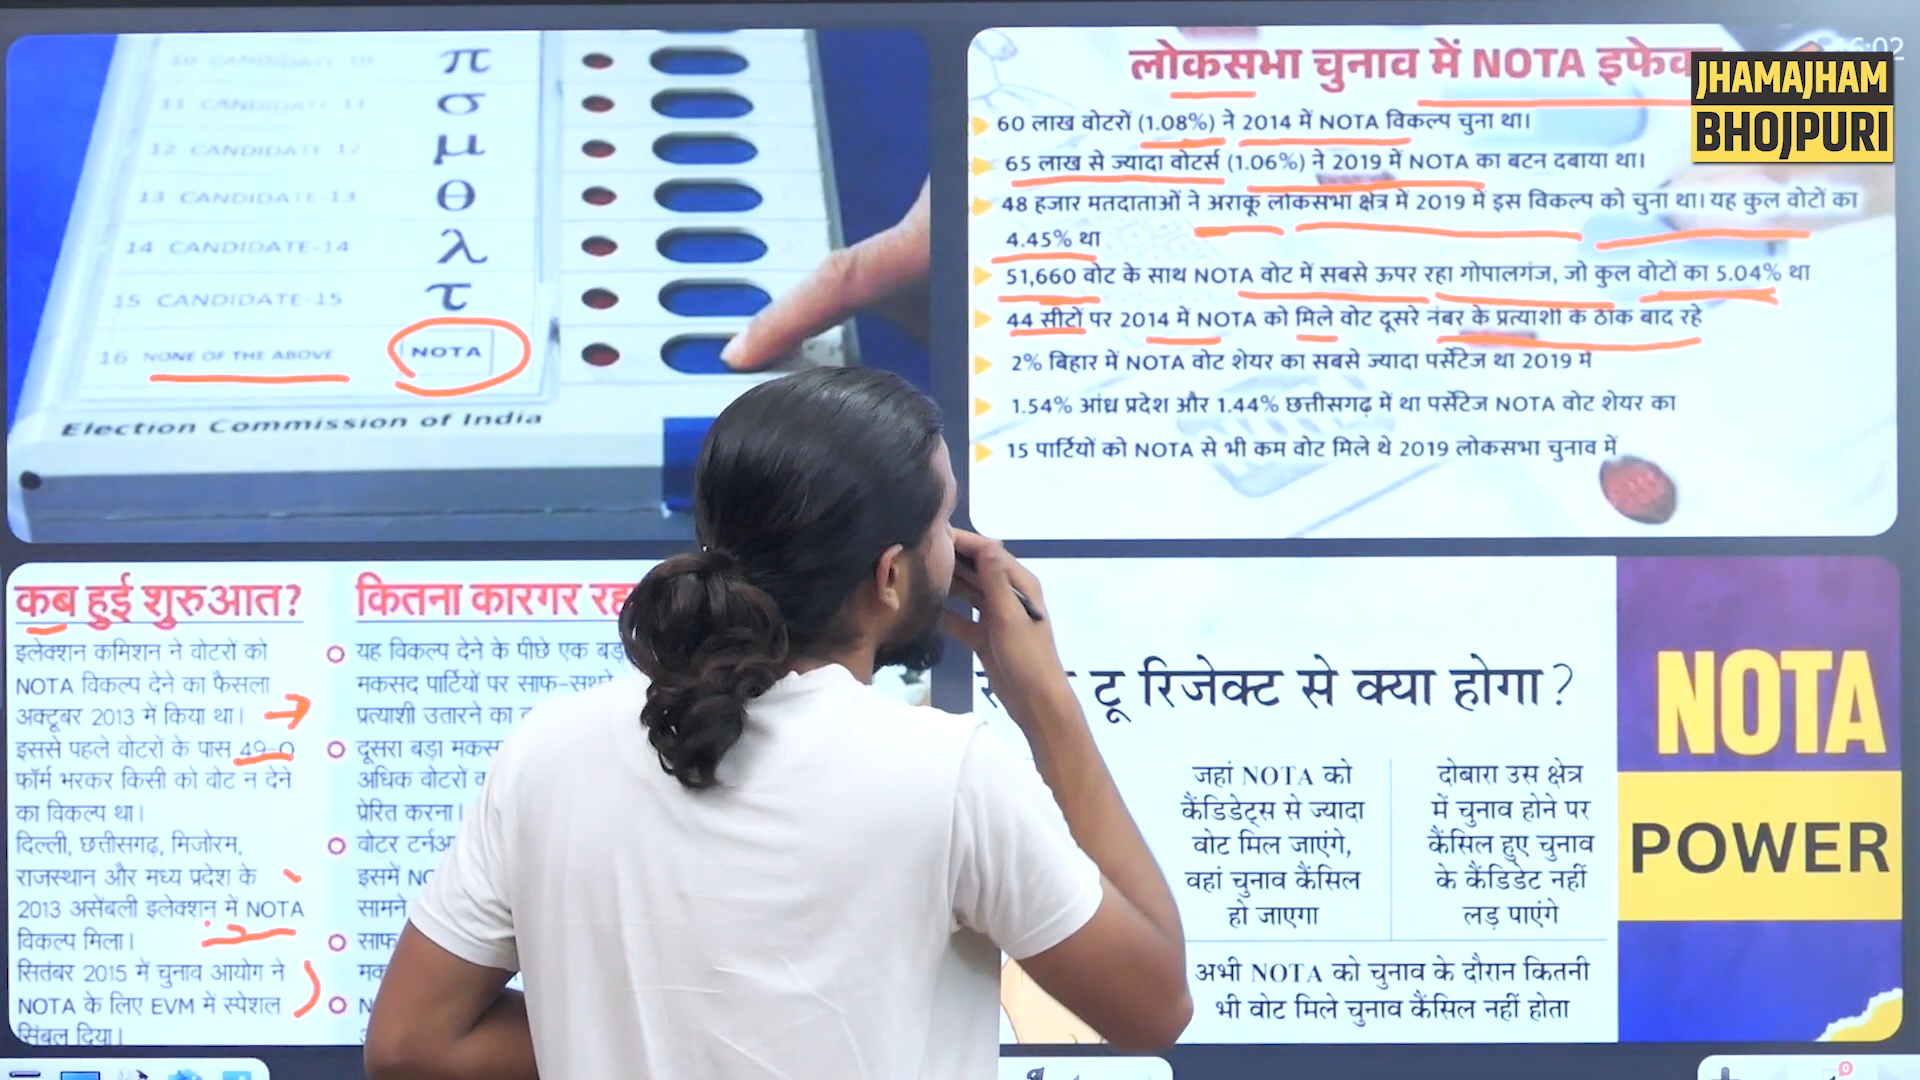 10 CANDIDATE-10 π
11 CANDIDATE-11 σ
12 CANDIDATE-12 μ
13 CANDIDATE-13 θ
14 CANDIDATE-14 λ
15 CANDIDATE-15 τ
16 NONE OF THE ABOVE NOTA
Election Commission of India
लोकसभा चुनाव में NOTA
JHAMAJHAM
BHOJPURI
60 लाख वोटरों (1.08%) ने 2014 में NOTA विकल्प चुना था।
65 लाख से ज्यादा वोटर्स (1.06%) ने 2019 में NOTA का बटन दबाया था।
48 हजार मतदाताओं ने अराकू लोकसभा क्षेत्र में 2019 में इस विकल्प को चुना था। यह कुल वोटों का
4.45% था
51,660 वोट के साथ NOTA वोट में सबसे ऊपर रहा गोपालगंज, जो कुल वोटों का 5.04% था
44 सीटों पर 2014 में NOTA को मिले वोट दूसरे नंबर के प्रत्याशी के ठीक बाद रहे
2% बिहार में NOTA वोट शेयर का सबसे ज्यादा पर्सेंटेज था 2019 में
1.54% आंध्र प्रदेश और 1.44% छत्तीसगढ़ में था पर्सेंटेज NOTA वोट शेयर का
15 पार्टियों को NOTA से भी कम वोट मिले थे 2019 लोकसभा चुनाव में
कब हुई शुरुआत?
इलेक्शन कमिशन ने वोटरों को
NOTA विकल्प देने का फैसला
अक्टूबर 2013 में किया था।
इससे पहले वोटरों के पास 49-O
फॉर्म भरकर किसी को वोट न देने
का विकल्प था।
दिल्ली, छत्तीसगढ़, मिजोरम,
राजस्थान और मध्य प्रदेश के
2013 असेंबली इलेक्शन में NOTA
विकल्प मिला।
सितंबर 2015 में चुनाव आयोग ने
NOTA के लिए EVM में स्पेशल
सिंबल दिया।
कितना कारगर
यह विकल्प देने के पीछे एक
मकसद पार्टियों पर
प्रत्याशी उतारने का
दूसरा बड़ा
अधिक वोटरों
प्रेरित करना।
वोटर
इसमें
सामने
टू रिजेक्ट से क्या होगा?
जहां NOTA को
कैंडिडेट्स से ज्यादा
वोट मिल जाएंगे,
वहां चुनाव कैंसिल
हो जाएगा
दोबारा उस क्षेत्र
में चुनाव होने पर
कैंसिल हुए चुनाव
के कैंडिडेट नहीं
लड़ पाएंगे
अभी NOTA को चुनाव के दौरान कितनी
भी वोट मिले चुनाव कैंसिल नहीं होता
NOTA
POWER